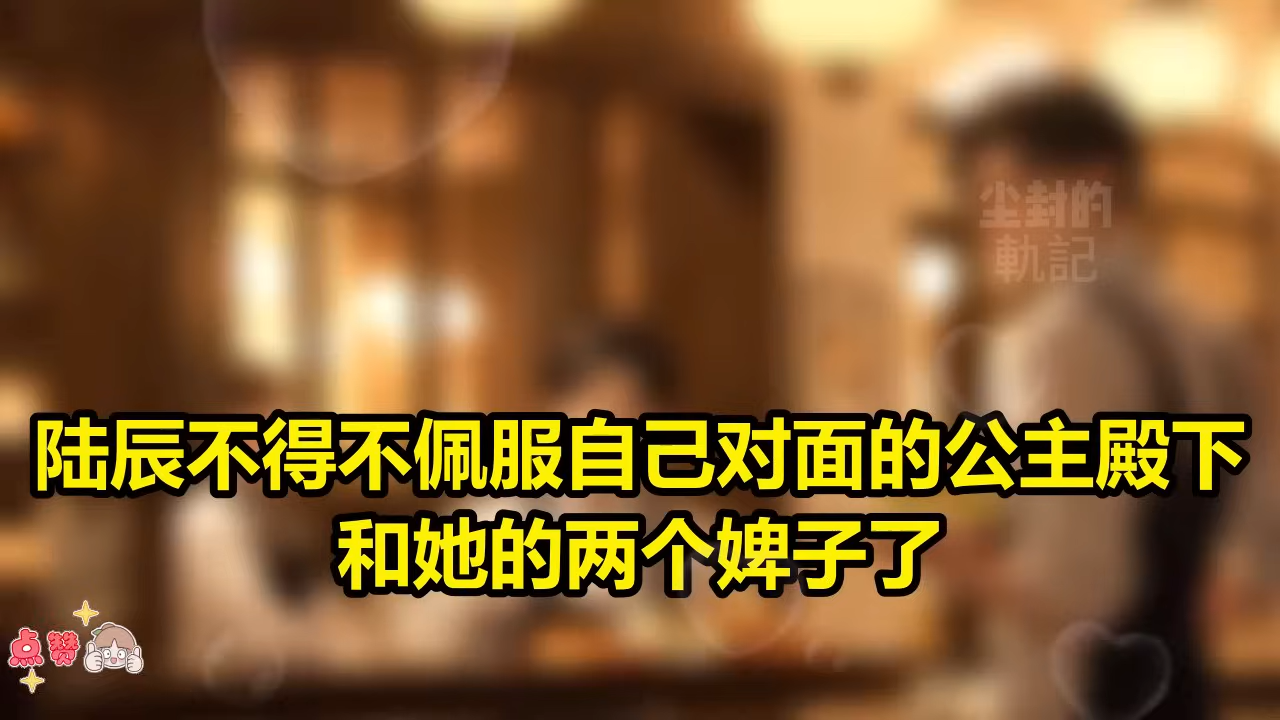 尘封的
軌記
陆辰不得不佩服自己对面的公主殿下
和她的两个婢子了
点赞